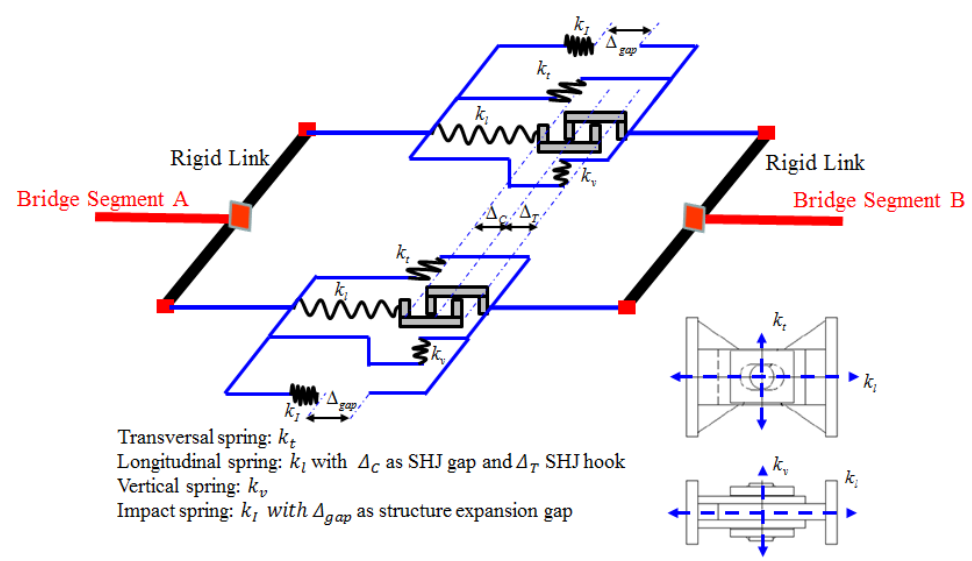 k_I
Δ_gap
k_t
k_l
Rigid Link
Rigid Link
k_v
Bridge Segment A
Bridge Segment B
Δ_C Δ_T
k_t
k_l
k_v
k_t
k_l
Δ_gap
k_I
Transversal spring: k_t
Longitudinal spring: k_l with Δ_C as SHJ gap and Δ_T SHJ hook
Vertical spring: k_v
Impact spring: k_I with Δ_gap as structure expansion gap
k_v
k_l